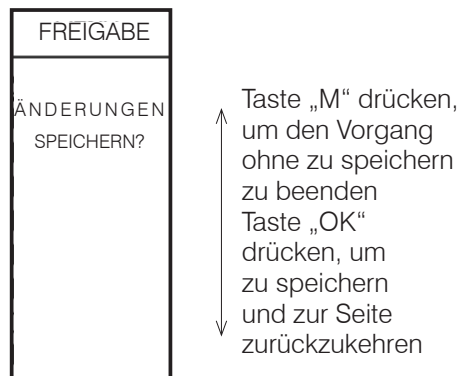 FREIGABE
ÄNDERUNGEN
SPEICHERN?
Taste „M“ drücken,
um den Vorgang
ohne zu speichern
zu beenden
Taste „OK“
drücken, um
zu speichern
und zur Seite
zurückzukehren